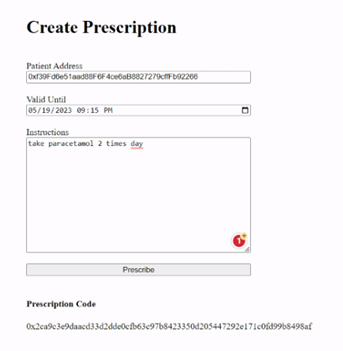 Create Prescription
Patient Address
0xf39Fd6e51aad88F6F4ce6aB8827279cffFb92266
Valid Until
05/19/2023 09:15 PM
Instructions
take paracetamol 2 times day
1
Prescribe
Prescription Code
0x2ca9c3e9daacd33d2dde0cfb63c97b8423350d205447292e171c0fd99b8498af